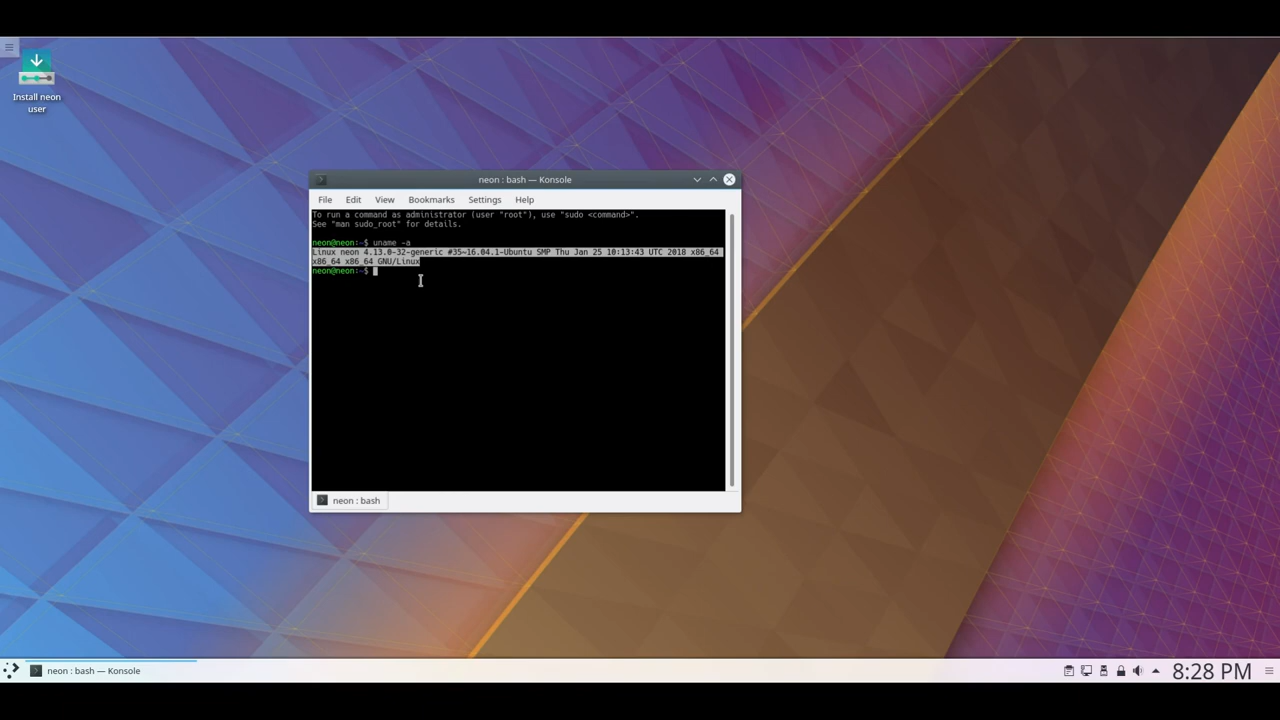 Install neon
user
neon : bash — Konsole
File Edit View Bookmarks Settings Help
To run a command as administrator (user "root"), use "sudo <command>".
See "man sudo_root" for details.
neon@neon:~$ uname -a
Linux neon 4.13.0-32-generic #35~16.04.1-Ubuntu SMP Thu Jan 25 10:13:43 UTC 2018 x86_64
x86_64 x86_64 GNU/Linux
neon@neon:~$
neon : bash
neon : bash — Konsole
8:28 PM